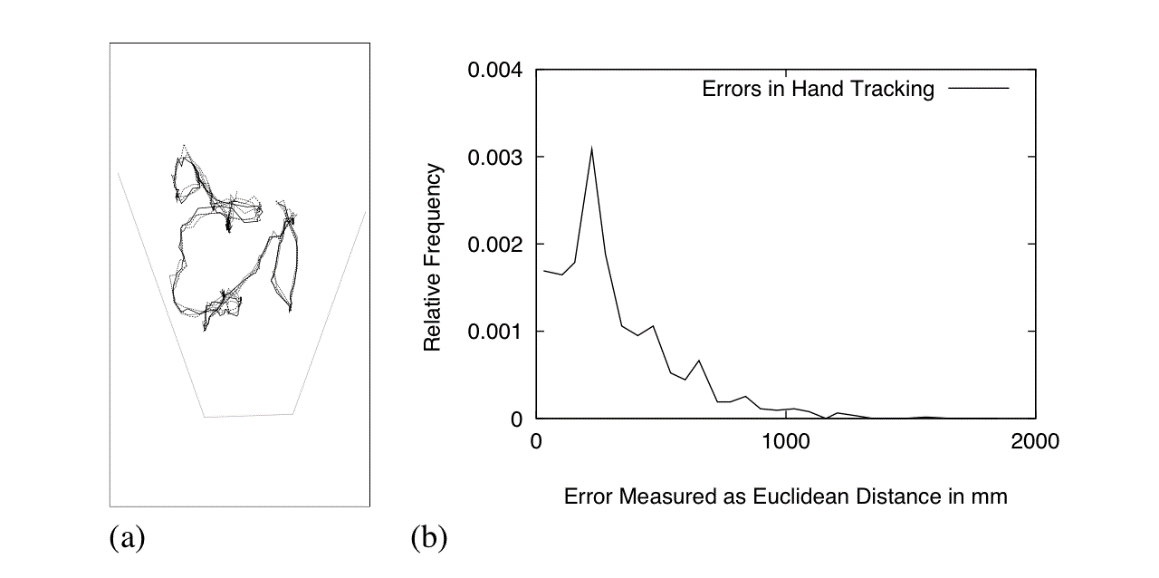 0.004
0.003
0.002
0.001
0
Relative Frequency
Errors in Hand Tracking
0 1000 2000
Error Measured as Euclidean Distance in mm
(a) (b)